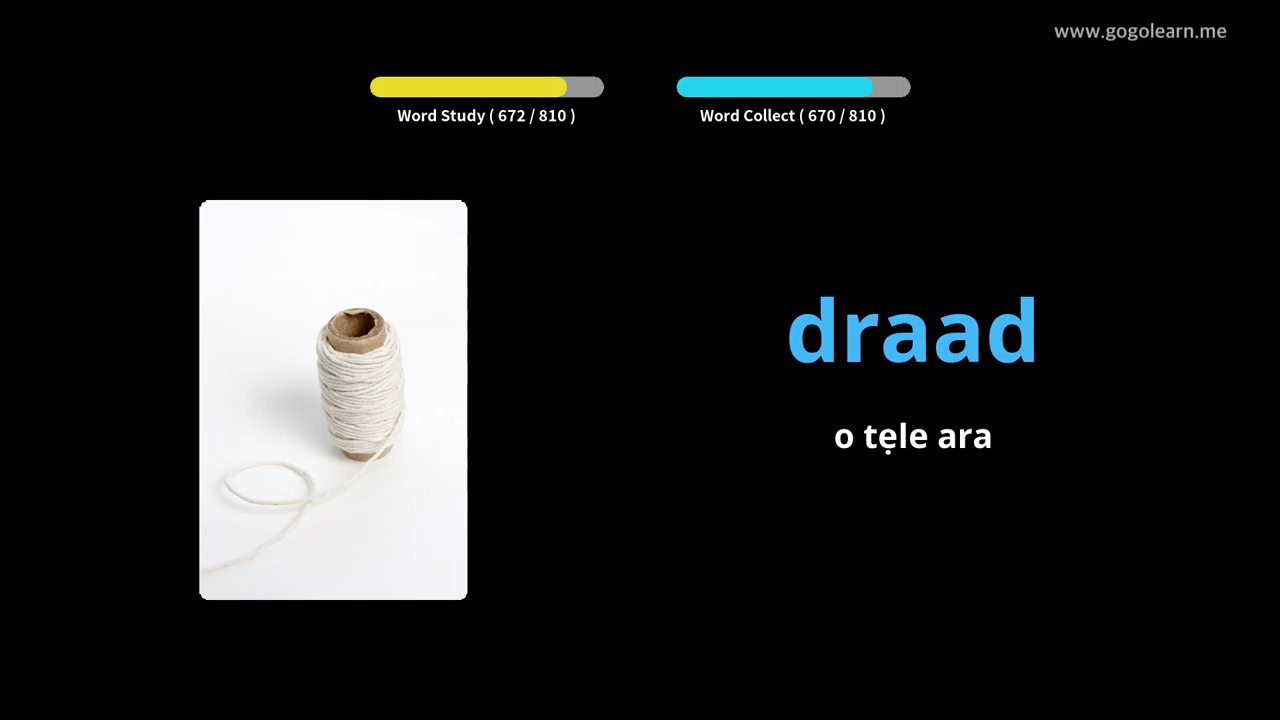 www.gogolearn.me
Word Study ( 672 / 810 )
Word Collect ( 670 / 810 )
draad
o tẹle ara